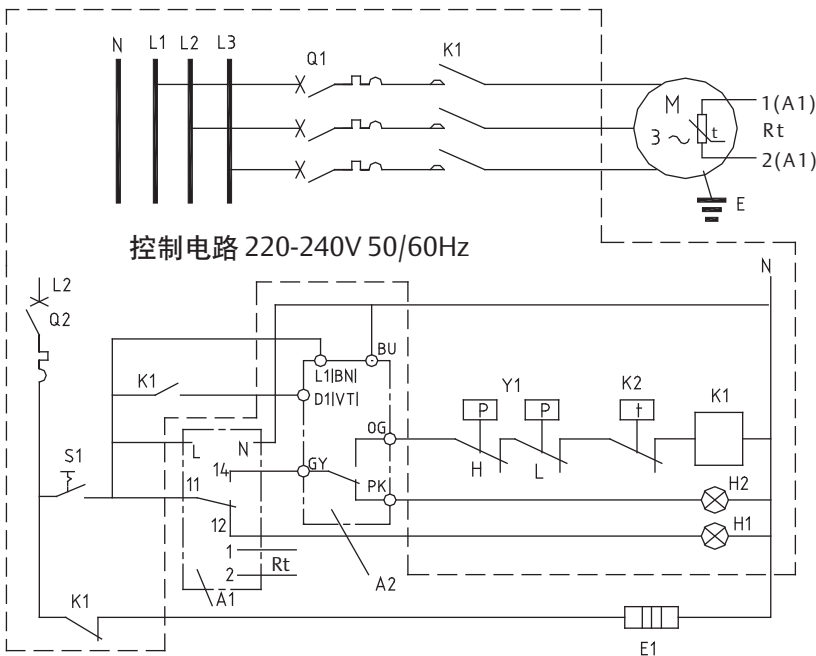 N L1 L2 L3
Q1
K1
M
3 ~
t
1(A1)
Rt
2(A1)
E
控制电路 220-240V 50/60Hz
L2
Q2
N
BU
L1|BN|
D1|VT|
K1
OG
Y1
P
P
K2
t
K1
L
N
S1
14
GY
H
L
11
PK
H2
12
H1
1
2
Rt
A1
A2
K1
E1